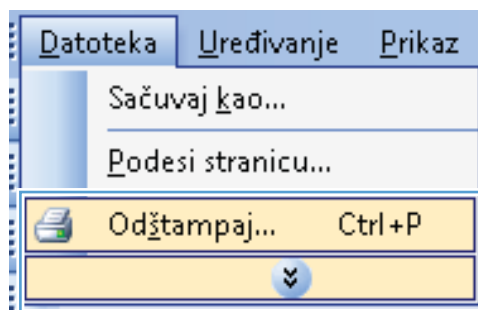 Datoteka Uređivanje Prikaz
Sačuvaj kao...
Podesi stranicu...
Odštampaj... Ctrl+P